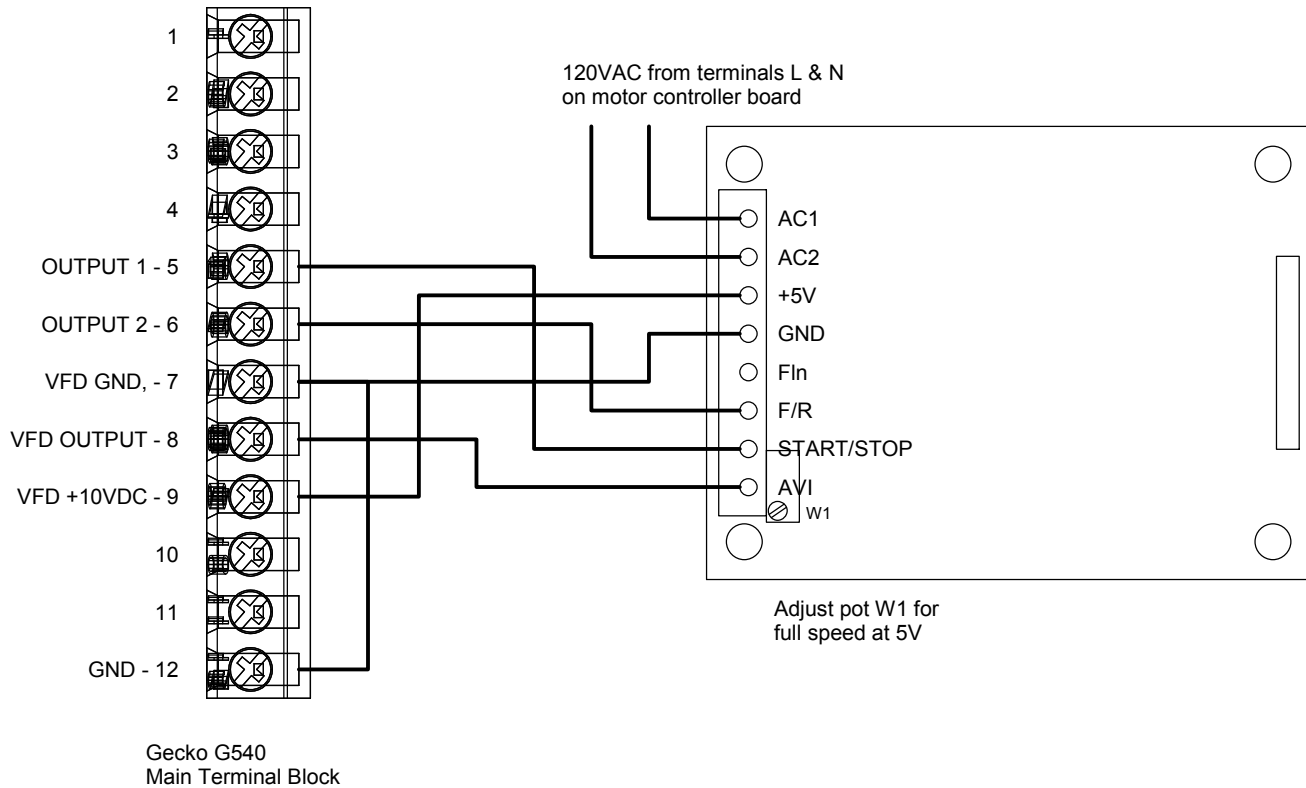 1
2
3
4
OUTPUT 1 - 5
OUTPUT 2 - 6
VFD GND, - 7
VFD OUTPUT - 8
VFD +10VDC - 9
10
11
GND - 12
Gecko G540
Main Terminal Block
120VAC from terminals L & N
on motor controller board
AC1
AC2
+5V
GND
FIn
F/R
START/STOP
AVI
W1
Adjust pot W1 for
full speed at 5V